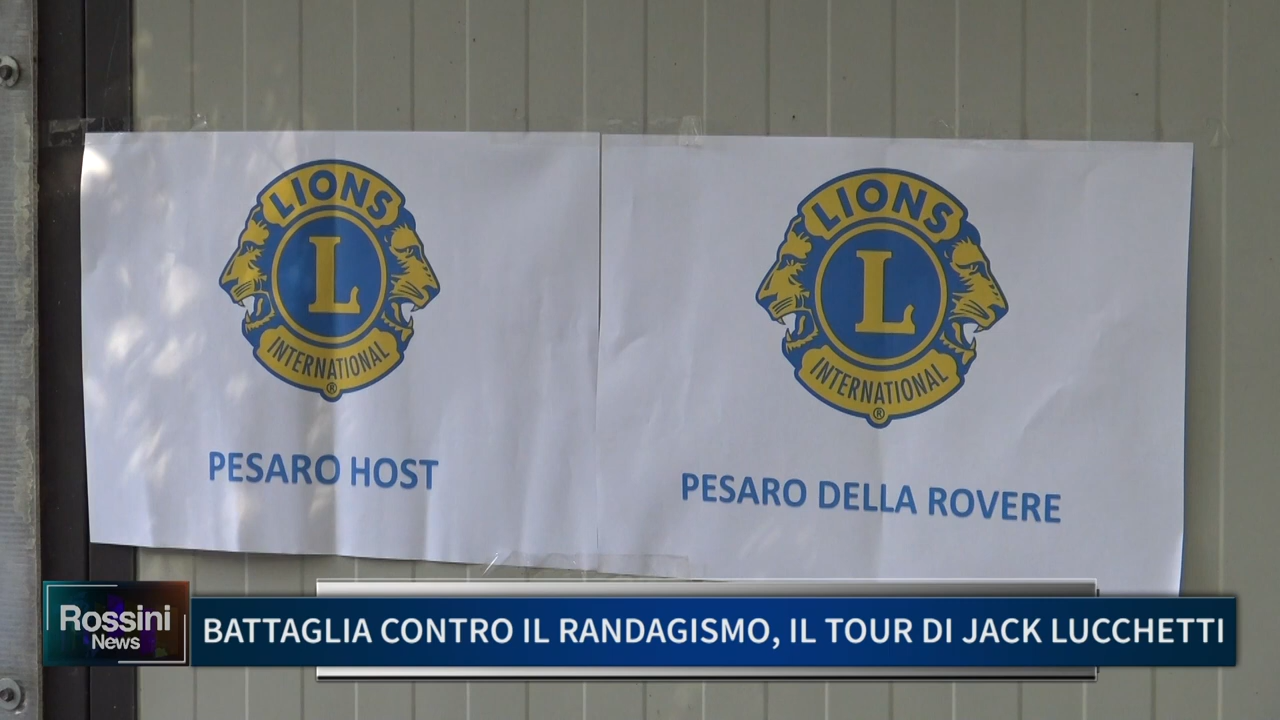 LIONS
L
INTERNATIONAL
®
PESARO HOST
LIONS
L
INTERNATIONAL
®
PESARO DELLA ROVERE
Rossini
News
BATTAGLIA CONTRO IL RANDAGISMO, IL TOUR DI JACK LUCCHETTI